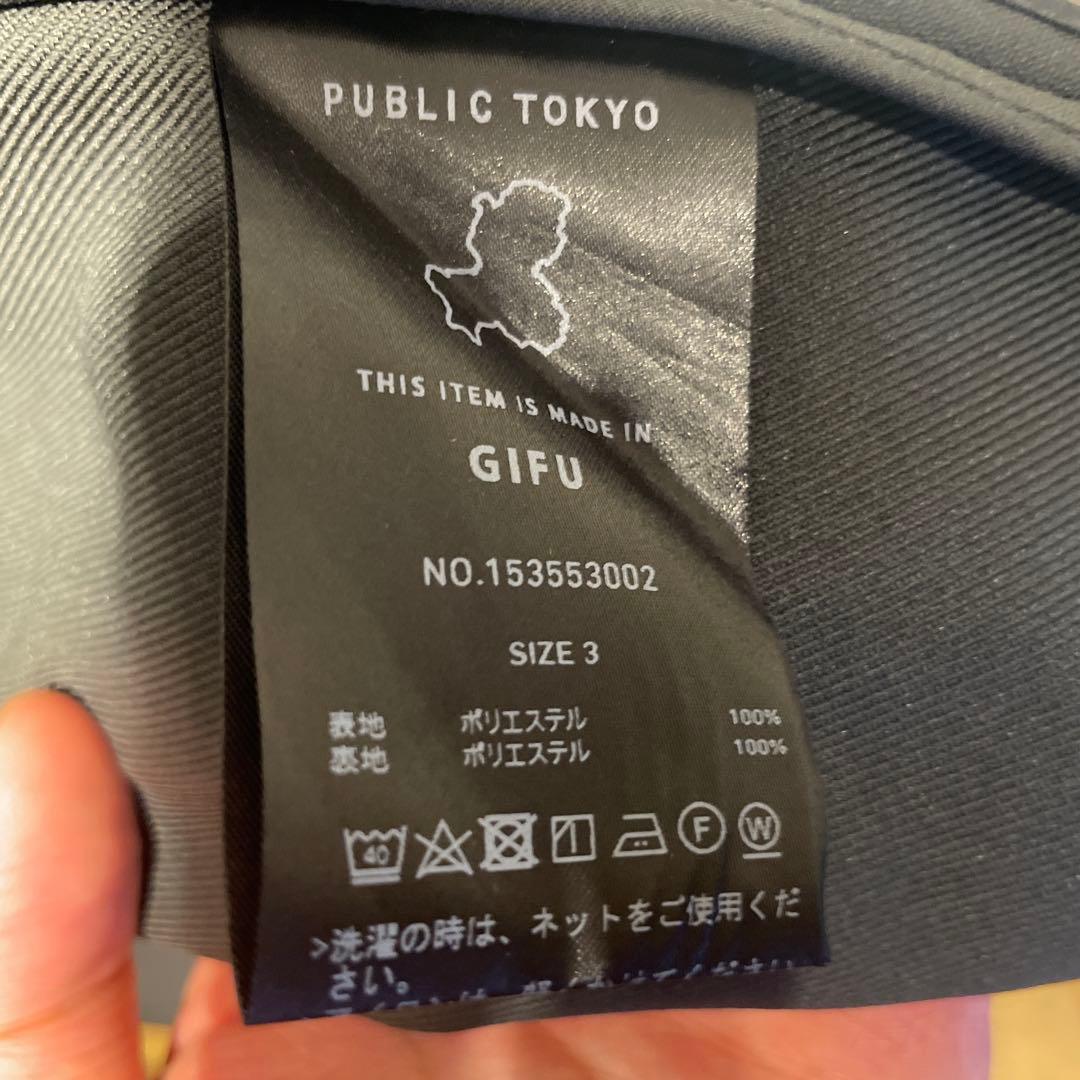 PUBLIC TOKYO
THIS ITEM IS MADE IN
GIFU
NO.153553002
SIZE 3
表地 ポリエステル 100%
裏地 ポリエステル 100%
40 F W
>洗濯の時は、ネットをご使用くだ
さい。